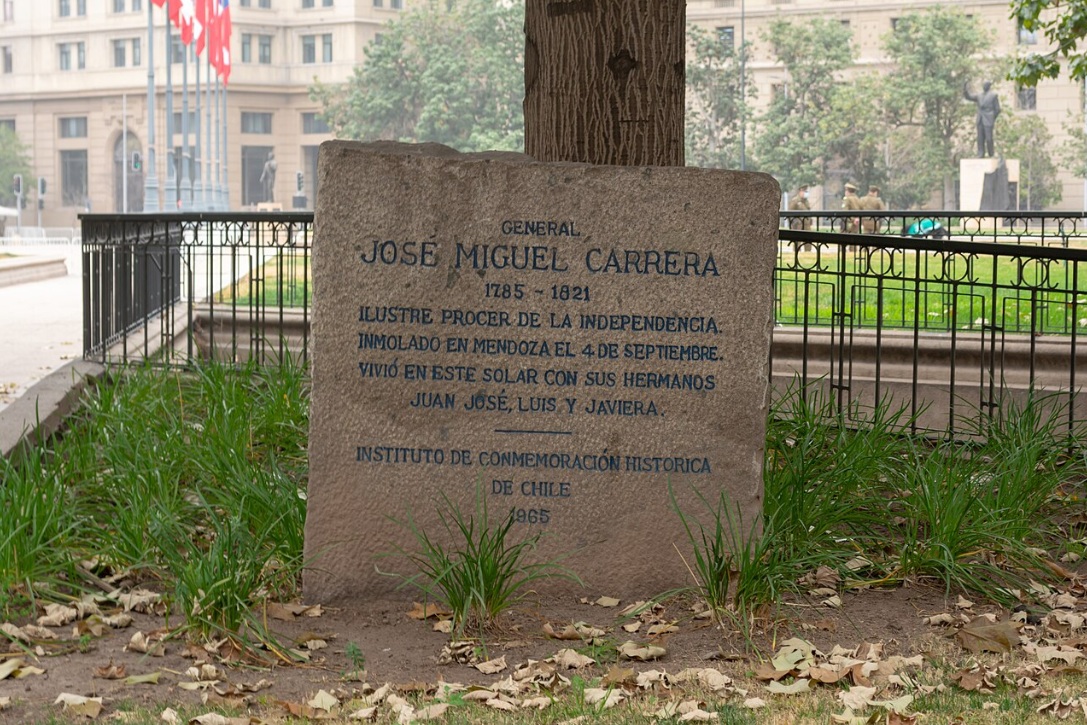 GENERAL
JOSÉ MIGUEL CARRERA
1785 - 1821
ILUSTRE PROCER DE LA INDEPENDENCIA.
INMOLADO EN MENDOZA EL 4 DE SEPTIEMBRE.
VIVIÓ EN ESTE SOLAR CON SUS HERMANOS
JUAN JOSÉ, LUIS Y JAVIERA.
INSTITUTO DE CONMEMORACIÓN HISTORICA
DE CHILE
1965